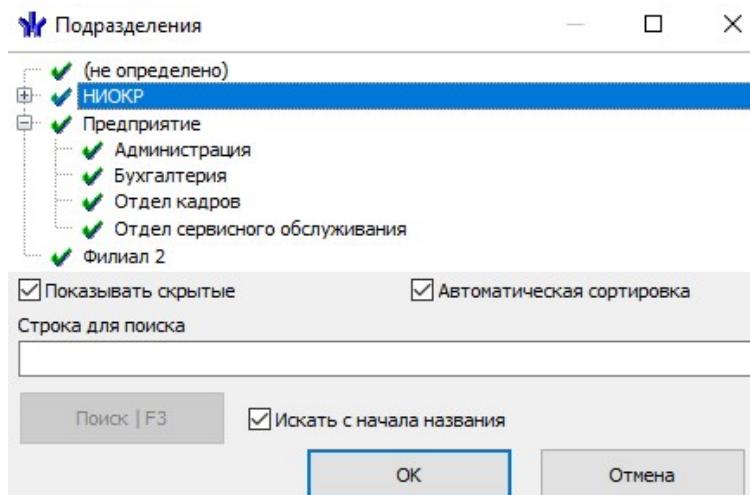 Подразделения
(не определено)
НИОКР
Предприятие
Администрация
Бухгалтерия
Отдел кадров
Отдел сервисного обслуживания
Филиал 2
Показывать скрытые Автоматическая сортировка
Строка для поиска
Поиск | F3 Искать с начала названия
ОК Отмена